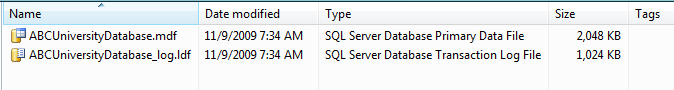 Name Date modified Type Size Tags
ABCUniversityDatabase.mdf 11/9/2009 7:34 AM SQL Server Database Primary Data File 2,048 KB
ABCUniversityDatabase_log.ldf 11/9/2009 7:34 AM SQL Server Database Transaction Log File 1,024 KB